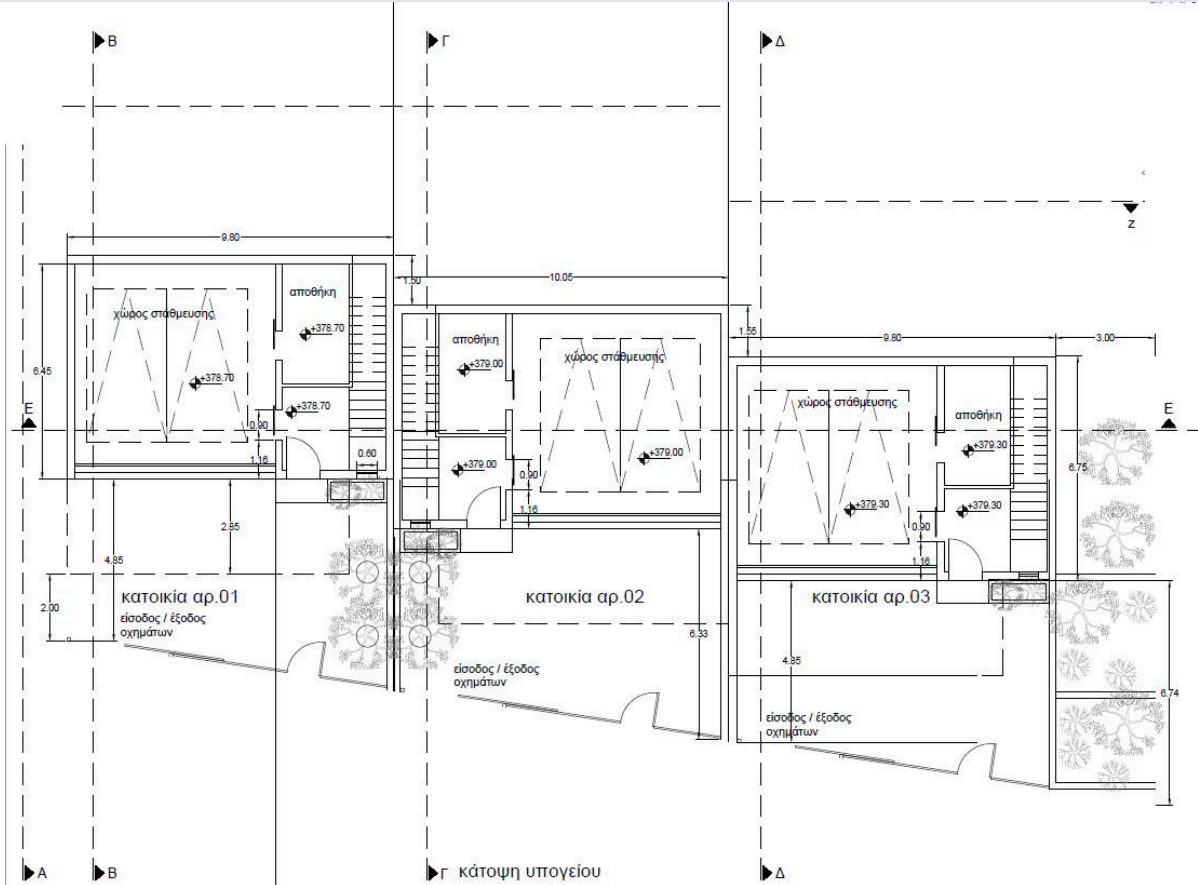 Β
Γ
Δ
z
9.80
1.50
10.05
αποθήκη
χώρος στάθμευσης
+378.70
+378.70
1.55
9.80
3.00
αποθήκη
+379.00
χώρος στάθμευσης
6.45
+378.70
χώρος στάθμευσης
αποθήκη
E
0.90
E
+379.30
0.60
1.16
+379.00
+379.00
0.90
6.75
1.16
+379.30
+379.30
0.90
2.85
1.16
4.85
κατοικία αρ.01
κατοικία αρ.02
κατοικία αρ.03
2.00
είσοδος / έξοδος
οχημάτων
6.33
4.85
είσοδος / έξοδος
οχημάτων
6.74
είσοδος / έξοδος
οχημάτων
Α
Β
Γ
κάτοψη υπογείου
Δ